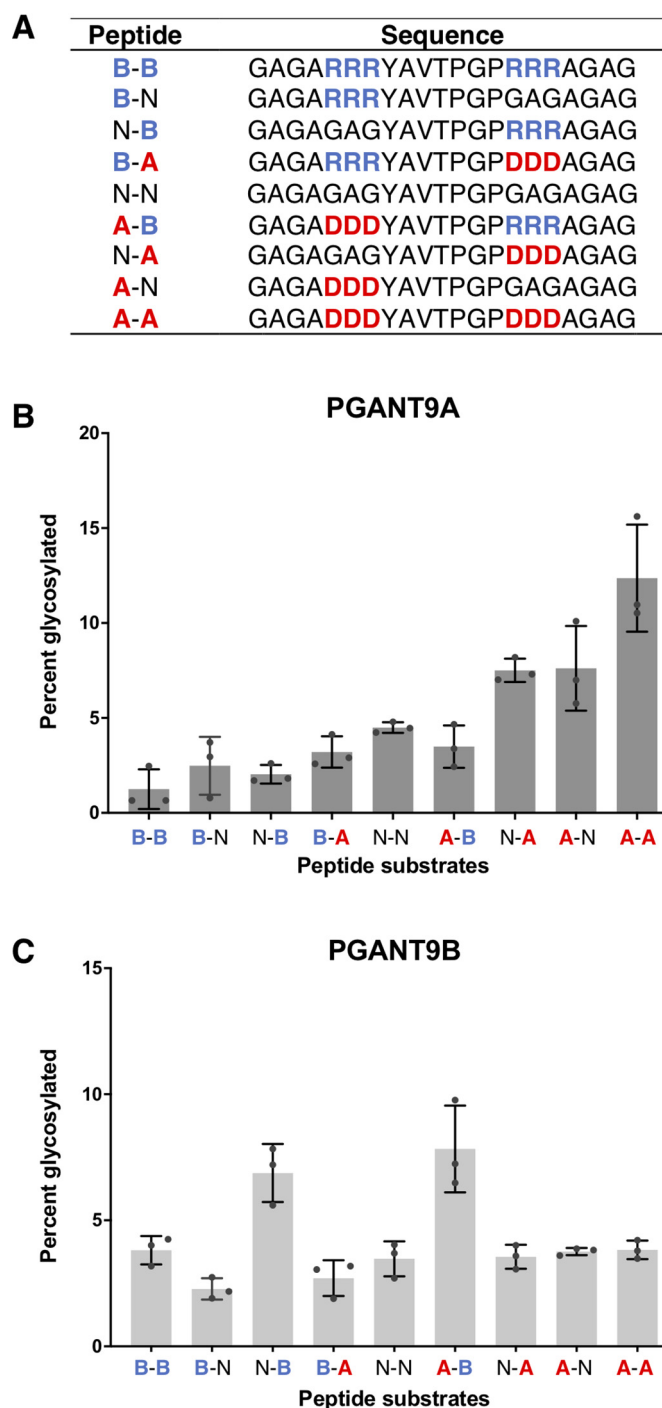 A
Peptide Sequence
B-B GAGARRRYAVTPGPRRRAGAG
B-N GAGARRRYAVTPGPGAGAGAG
N-B GAGAGAGYAVTPGPRRRAGAG
B-A GAGARRRYAVTPGPDDDAGAG
N-N GAGAGAGYAVTPGPGAGAGAG
A-B GAGADDDYAVTPGPRRRAGAG
N-A GAGAGAGYAVTPGPDDDAGAG
A-N GAGADDDYAVTPGPGAGAGAG
A-A GAGADDDYAVTPGPDDDAGAG
B
PGANT9A
Percent glycosylated
20
15
10
5
0
B-B B-N N-B B-A N-N A-B N-A A-N A-A
Peptide substrates
C
PGANT9B
Percent glycosylated
15
10
5
0
B-B B-N N-B B-A N-N A-B N-A A-N A-A
Peptide substrates